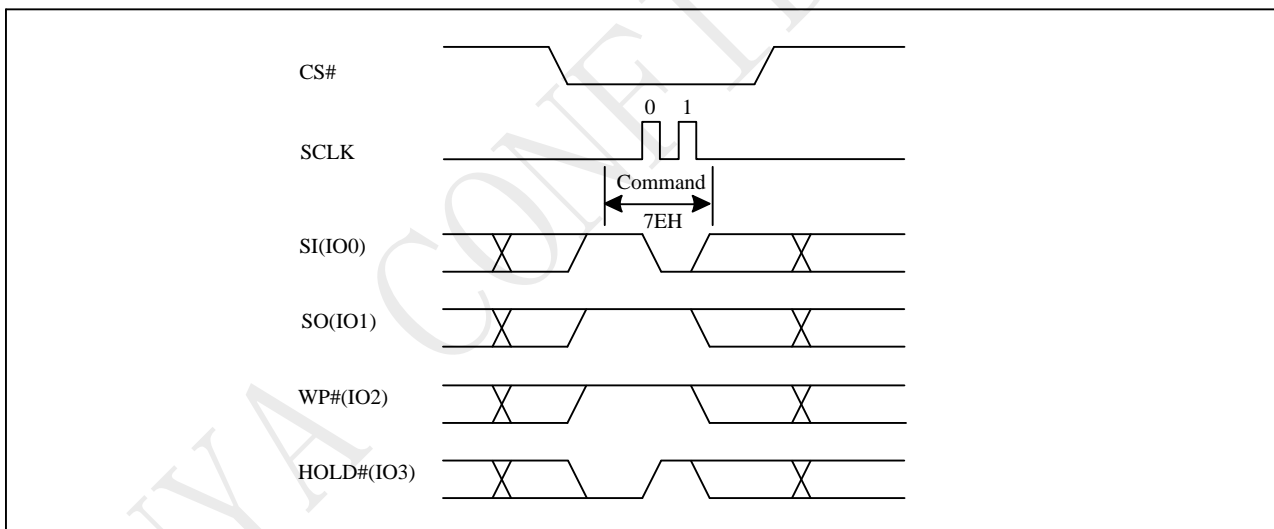 CS#
0 1
SCLK
Command
7EH
SI(IO0)
SO(IO1)
WP#(IO2)
HOLD#(IO3)